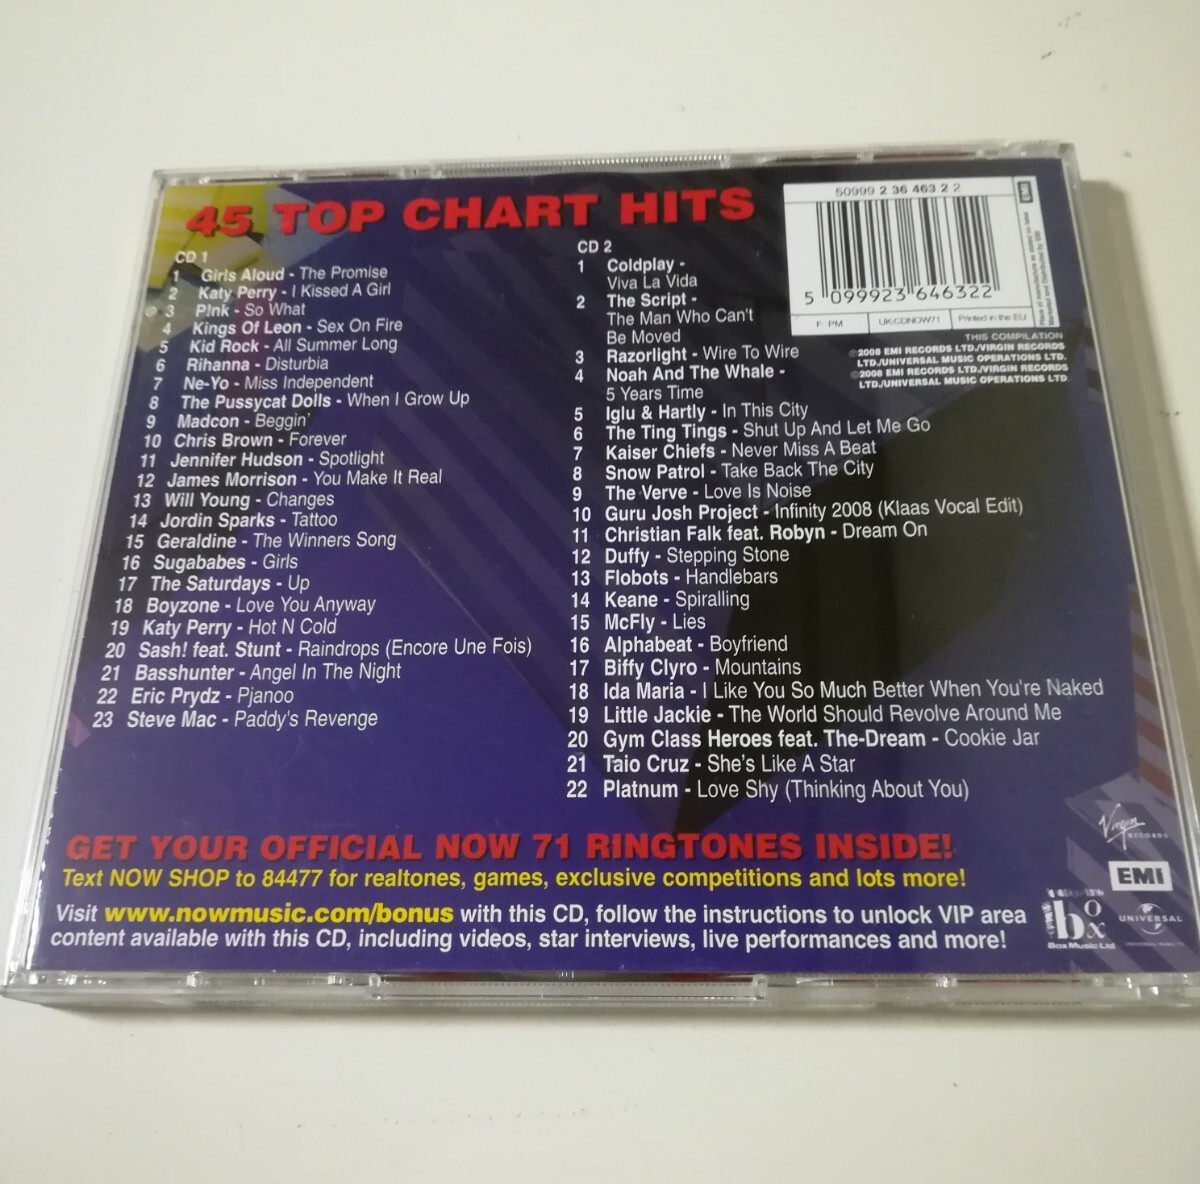 45 TOP CHART HITS
CD 1
1 Girls Aloud - The Promise
2 Katy Perry - I Kissed A Girl
3 P!nk - So What
4 Kings Of Leon - Sex On Fire
5 Kid Rock - All Summer Long
6 Rihanna - Disturbia
7 Ne-Yo - Miss Independent
8 The Pussycat Dolls - When I Grow Up
9 Madcon - Beggin'
10 Chris Brown - Forever
11 Jennifer Hudson - Spotlight
12 James Morrison - You Make It Real
13 Will Young - Changes
14 Jordin Sparks - Tattoo
15 Geraldine - The Winners Song
16 Sugababes - Girls
17 The Saturdays - Up
18 Boyzone - Love You Anyway
19 Katy Perry - Hot N Cold
20 Sash! feat. Stunt - Raindrops (Encore Une Fois)
21 Basshunter - Angel In The Night
22 Eric Prydz - Pjanoo
23 Steve Mac - Paddy's Revenge
CD 2
1 Coldplay -
Viva La Vida
2 The Script -
The Man Who Can't
Be Moved
3 Razorlight - Wire To Wire
4 Noah And The Whale -
5 Years Time
5 Iglu & Hartly - In This City
6 The Ting Tings - Shut Up And Let Me Go
7 Kaiser Chiefs - Never Miss A Beat
8 Snow Patrol - Take Back The City
9 The Verve - Love Is Noise
10 Guru Josh Project - Infinity 2008 (Klaas Vocal Edit)
11 Christian Falk feat. Robyn - Dream On
12 Duffy - Stepping Stone
13 Flobots - Handlebars
14 Keane - Spiralling
15 McFly - Lies
16 Alphabeat - Boyfriend
17 Biffy Clyro - Mountains
18 Ida Maria - I Like You So Much Better When You're Naked
19 Little Jackie - The World Should Revolve Around Me
20 Gym Class Heroes feat. The-Dream - Cookie Jar
21 Taio Cruz - She's Like A Star
22 Platnum - Love Shy (Thinking About You)
50999 2 36 463 2 2
5 099923 646322
F: PM
UK:CDNOW71
Printed in the EU
EMI
THIS COMPILATION
℗2008 EMI RECORDS LTD./VIRGIN RECORDS
LTD./UNIVERSAL MUSIC OPERATIONS LTD.
©2008 EMI RECORDS LTD./VIRGIN RECORDS
LTD./UNIVERSAL MUSIC OPERATIONS LTD
GET YOUR OFFICIAL NOW 71 RINGTONES INSIDE!
Text NOW SHOP to 84477 for realtones, games, exclusive competitions and lots more!
Visit www.nowmusic.com/bonus with this CD, follow the instructions to unlock VIP area
content available with this CD, including videos, star interviews, live performances and more!
Virgin
RECORDS
EMI
box
Box Music Ltd
UNIVERSAL